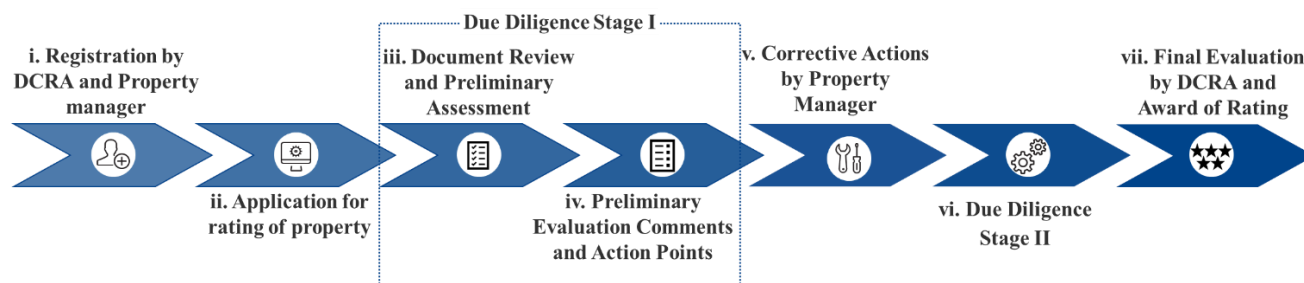 Due Diligence Stage I
i. Registration by
DCRA and Property
manager
ii. Application for
rating of property
iii. Document Review
and Preliminary
Assessment
iv. Preliminary
Evaluation Comments
and Action Points
v. Corrective Actions
by Property
Manager
vi. Due Diligence
Stage II
vii. Final Evaluation
by DCRA and
Award of Rating